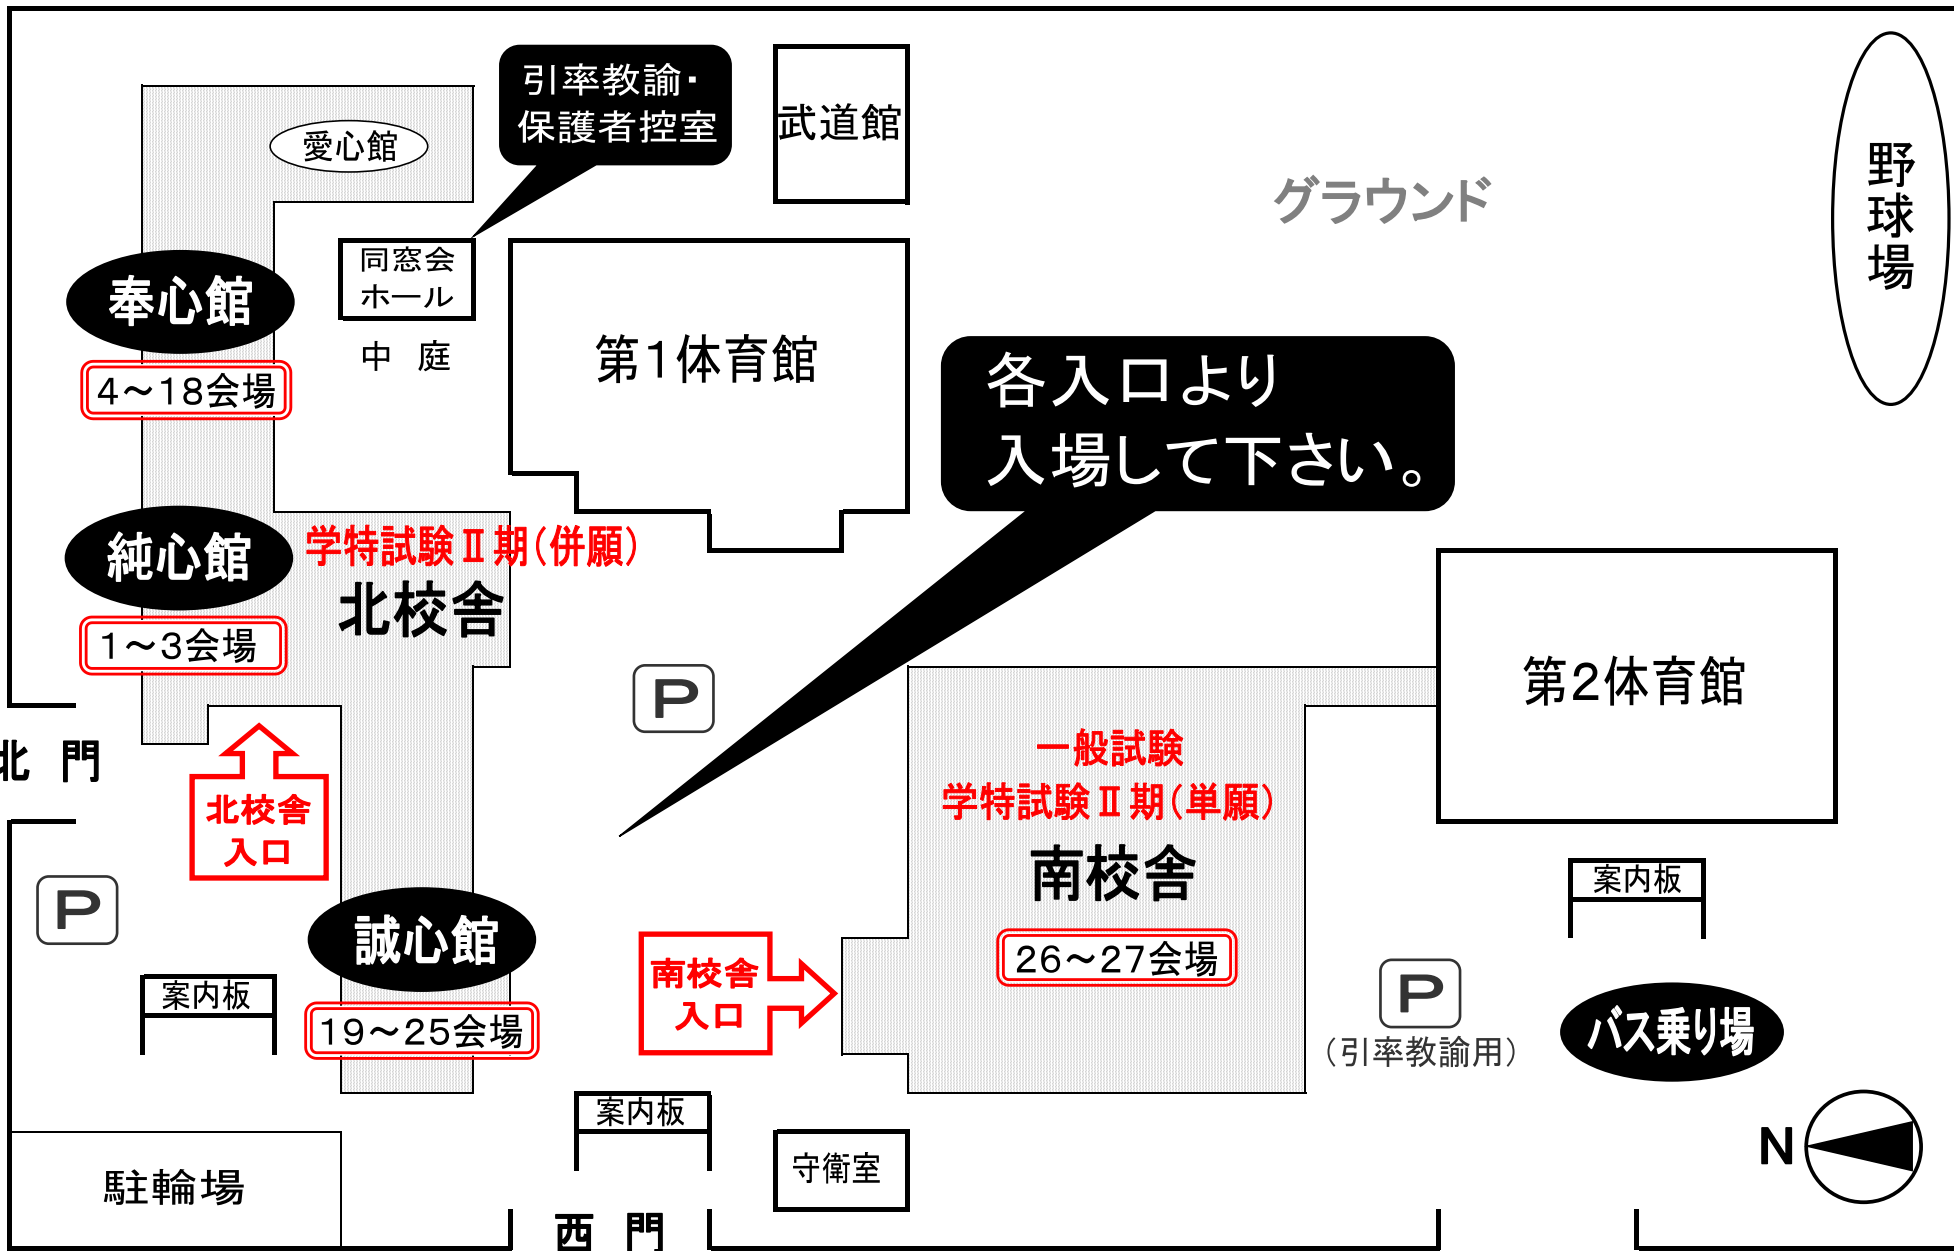 引率教諭・
保護者控室
武道館
愛心館
グラウンド
野球場
奉心館
4～18会場
同窓会
ホール
中 庭
第1体育館
各入口より
入場して下さい。
純心館
1～3会場
学特試験Ⅱ期(併願)
北校舎
P
第2体育館
北 門
北校舎
入口
一般試験
学特試験Ⅱ期(単願)
南校舎
26～27会場
P
誠心館
19～25会場
南校舎
入口
案内板
案内板
P
(引率教諭用)
バス乗り場
案内板
守衛室
N
駐輪場
西 門